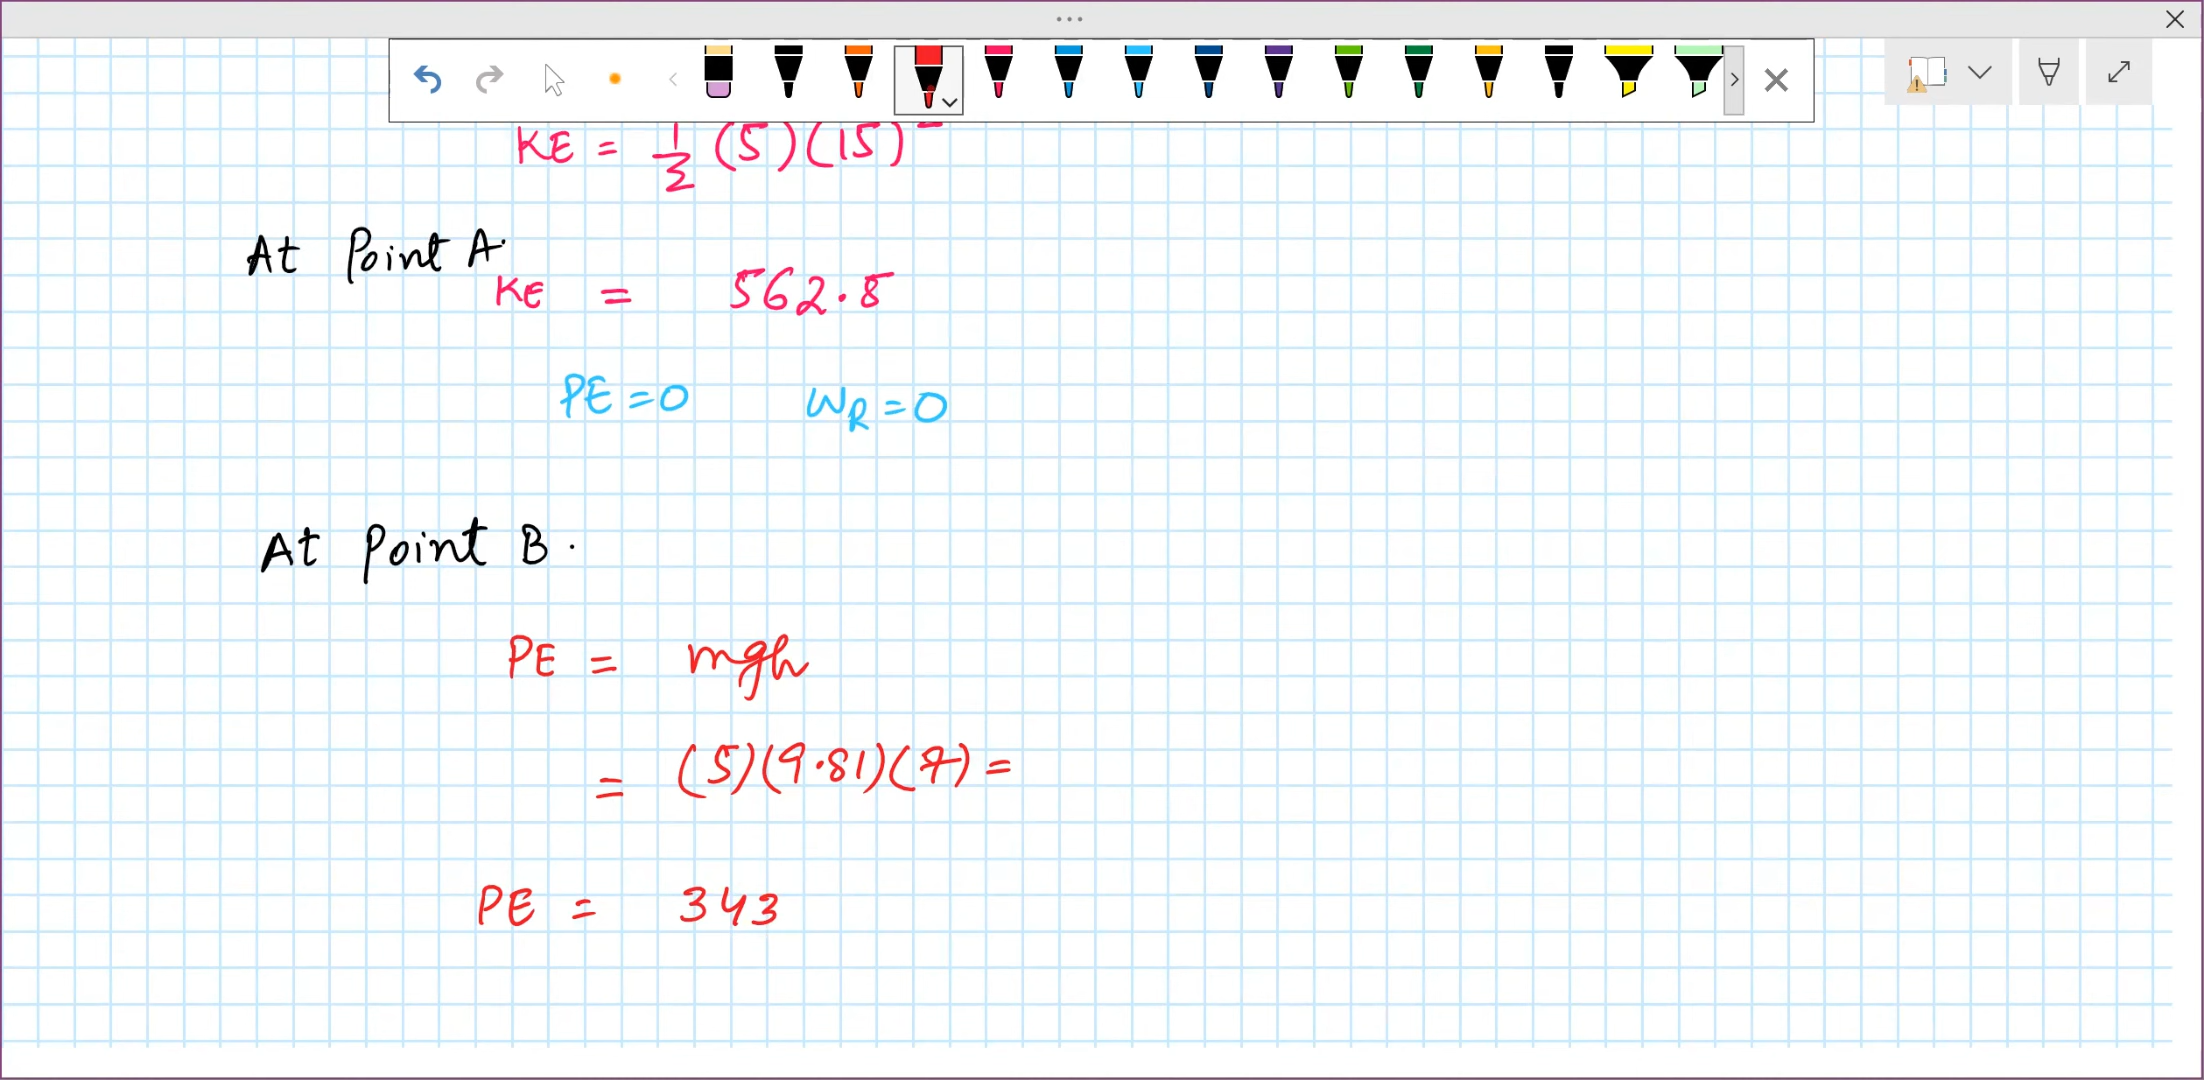 KE = 1/2 (5)(15)
At Point A.
KE = 562.5
PE = 0 WR = 0
At Point B.
PE = mgh
= (5)(9.81)(7) =
PE = 343